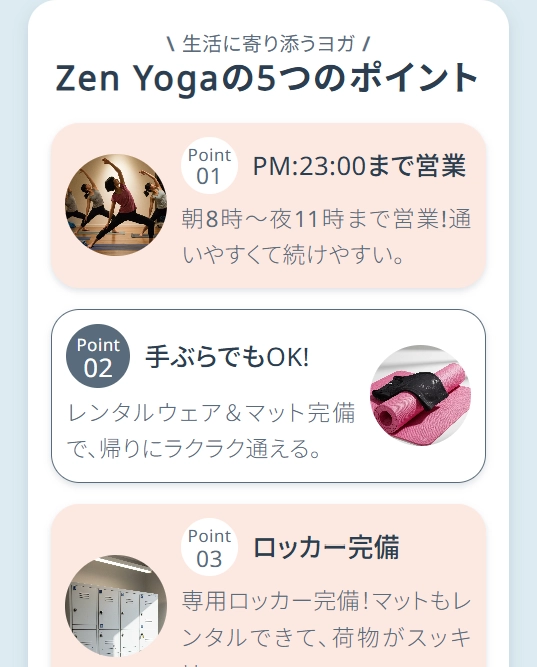 \ 生活に寄り添うヨガ /
Zen Yogaの5つのポイント
Point
01
PM:23:00まで営業
朝8時～夜11時まで営業!通
いやすくて続けやすい。
Point
02
手ぶらでもOK!
レンタルウェア＆マット完備
で、帰りにラクラク通える。
Point
03
ロッカー完備
専用ロッカー完備!マットもレ
ンタルできて、荷物がスッキ